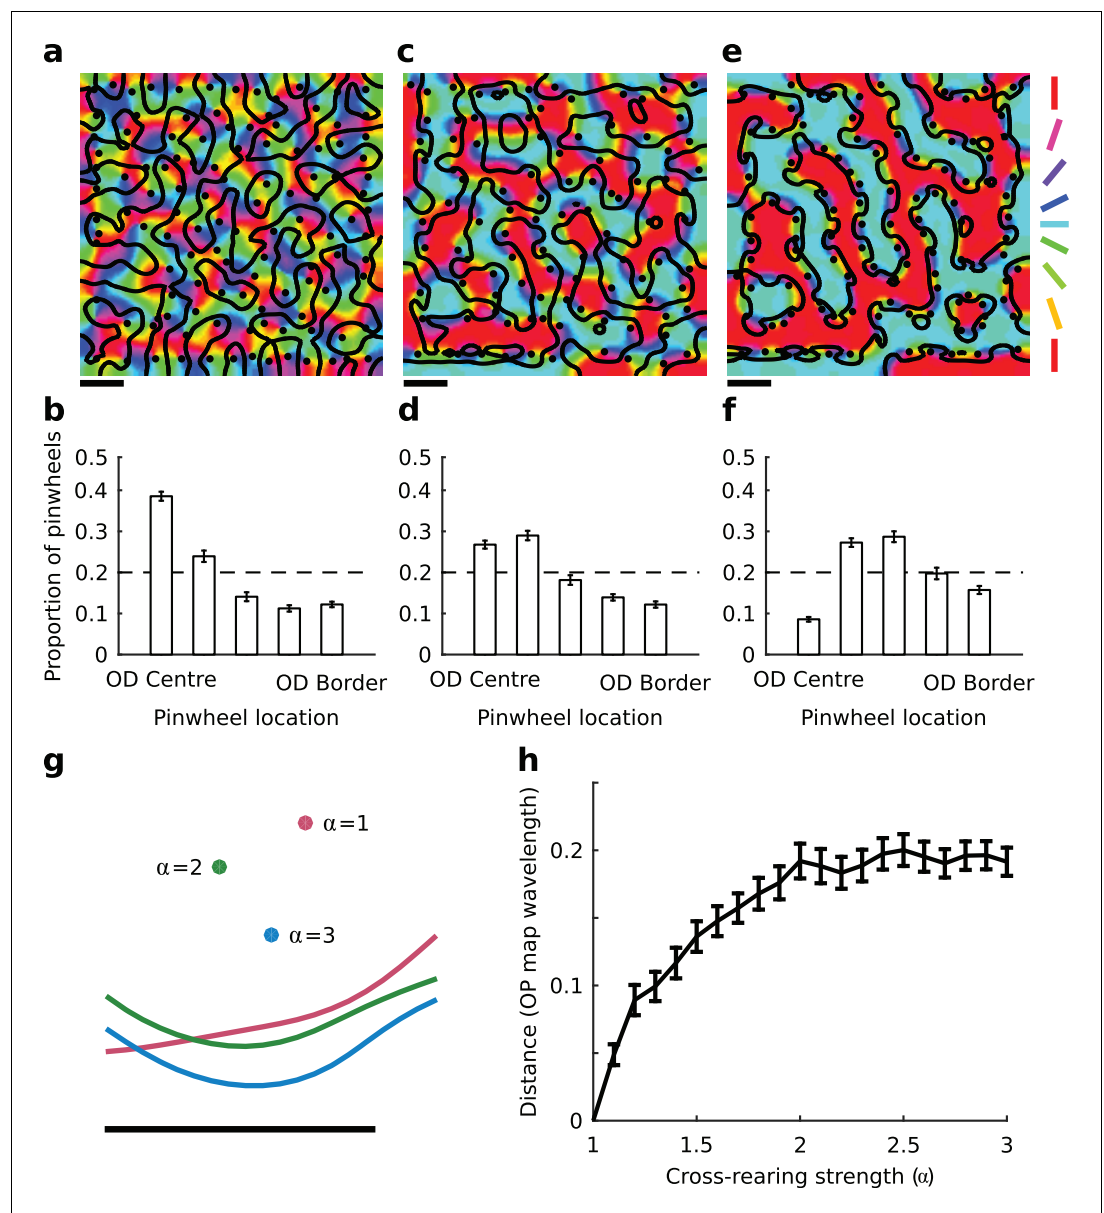 a
c
e
b
d
f
Proportion of pinwheels
0.5
0.4
0.3
0.2
0.1
0
OD Centre
OD Border
Pinwheel location
0.5
0.4
0.3
0.2
0.1
0
OD Centre
OD Border
Pinwheel location
0.5
0.4
0.3
0.2
0.1
0
OD Centre
OD Border
Pinwheel location
g
α=1
α=2
α=3
h
Distance (OP map wavelength)
0.2
0.1
0
1
1.5
2
2.5
3
Cross-rearing strength (α)